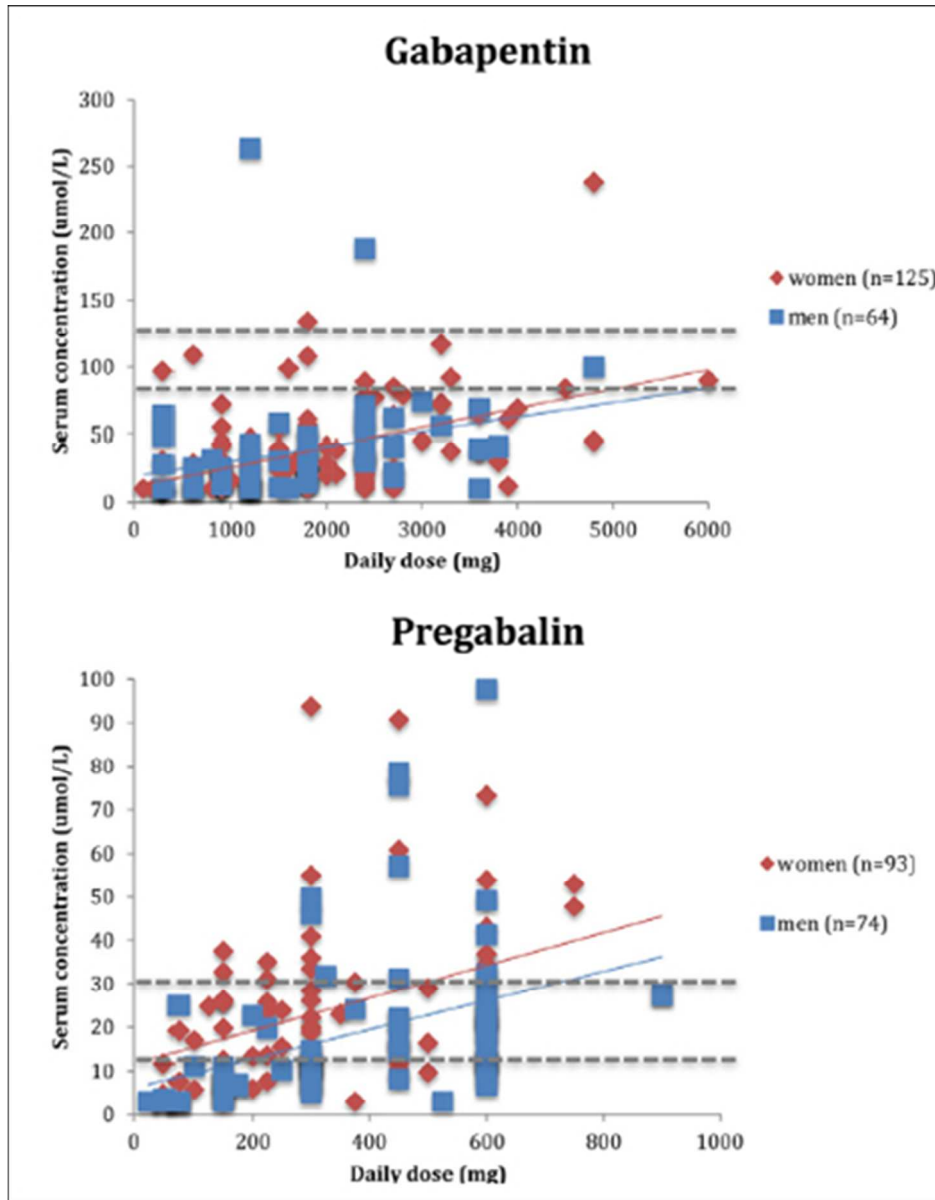 Gabapentin
300
250
200
150
100
50
0
Serum concentration (umol/L)
0 1000 2000 3000 4000 5000 6000
Daily dose (mg)
women (n=125)
men (n=64)
Pregabalin
100
90
80
70
60
50
40
30
20
10
0
Serum concentration (umol/L)
0 200 400 600 800 1000
Daily dose (mg)
women (n=93)
men (n=74)